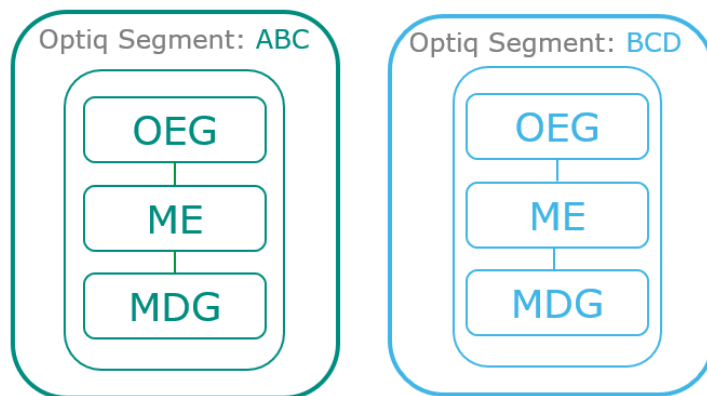 Optiq Segment: ABC
OEG
ME
MDG
Optiq Segment: BCD
OEG
ME
MDG